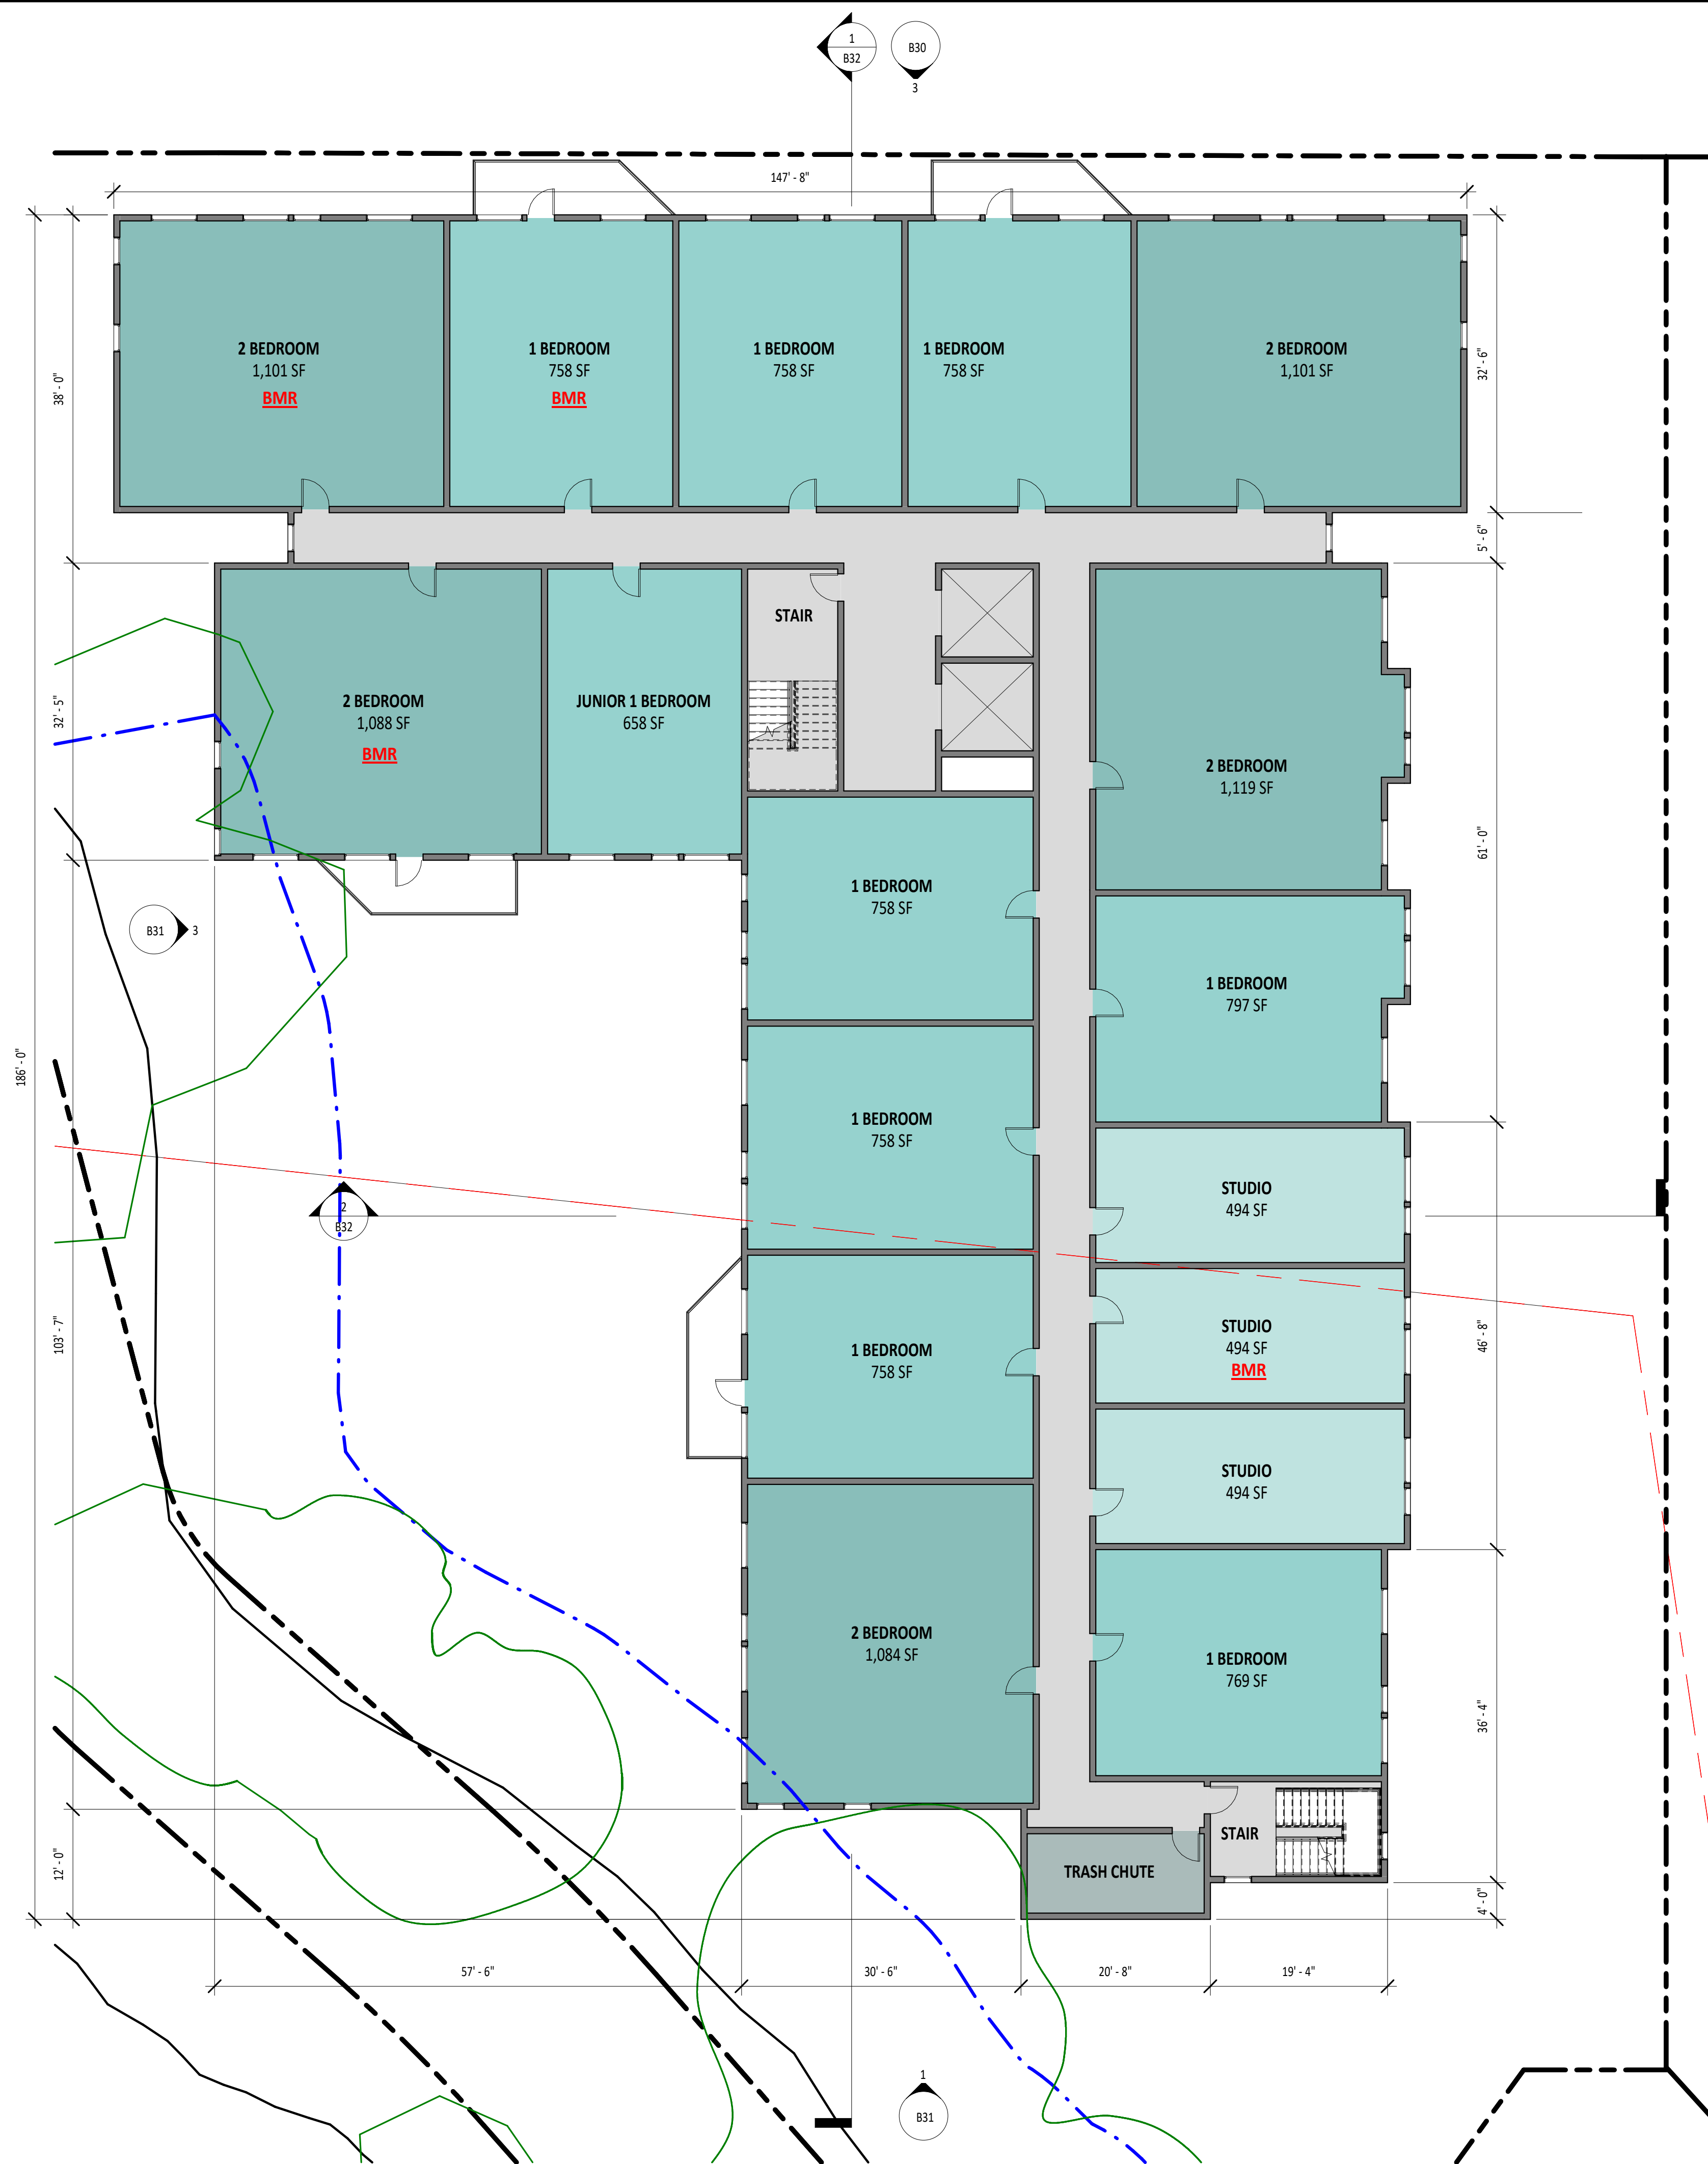 1
B32
B30
3
147' - 8"
2 BEDROOM
1,101 SF
BMR
1 BEDROOM
758 SF
BMR
1 BEDROOM
758 SF
1 BEDROOM
758 SF
2 BEDROOM
1,101 SF
38' - 0"
32' - 6"
5' - 6"
2 BEDROOM
1,088 SF
BMR
JUNIOR 1 BEDROOM
658 SF
STAIR
2 BEDROOM
1,119 SF
32' - 5"
61' - 0"
1 BEDROOM
758 SF
B31
3
1 BEDROOM
797 SF
186' - 0"
1 BEDROOM
758 SF
STUDIO
494 SF
2
B32
1 BEDROOM
758 SF
STUDIO
494 SF
BMR
103' - 7"
46' - 8"
STUDIO
494 SF
2 BEDROOM
1,084 SF
1 BEDROOM
769 SF
36' - 4"
STAIR
TRASH CHUTE
12' - 0"
4' - 0"
57' - 6"
30' - 6"
20' - 8"
19' - 4"
1
B31